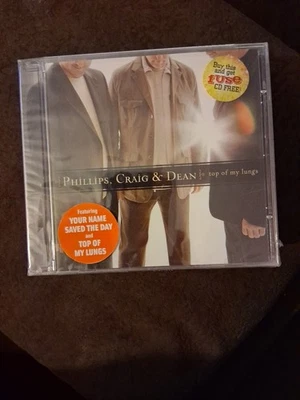 Buy this
and get
fuse
CD FREE!
PHILLIPS, CRAIG & DEAN top of my lungs
Featuring
YOUR NAME
SAVED THE DAY
and
TOP OF
MY LUNGS